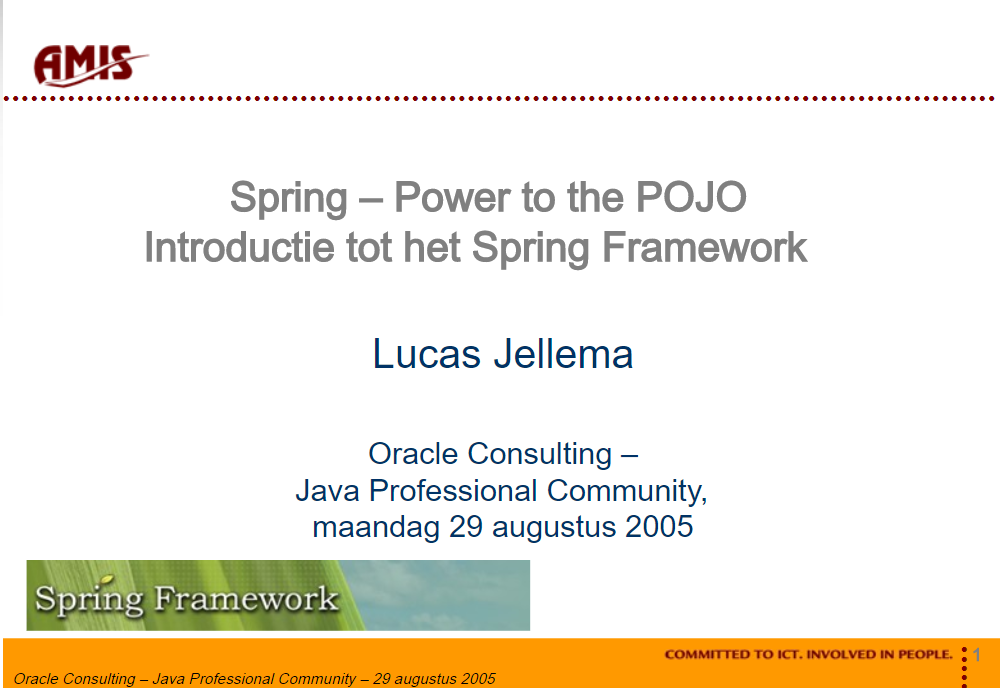 AMIS
Spring – Power to the POJO
Introductie tot het Spring Framework
Lucas Jellema
Oracle Consulting –
Java Professional Community,
maandag 29 augustus 2005
Spring Framework
COMMITTED TO ICT. INVOLVED IN PEOPLE.
1
Oracle Consulting – Java Professional Community – 29 augustus 2005